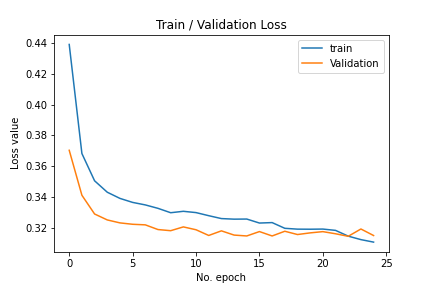 Train / Validation Loss
train
Validation
Loss value
0.44
0.42
0.40
0.38
0.36
0.34
0.32
0 5 10 15 20 25
No. epoch